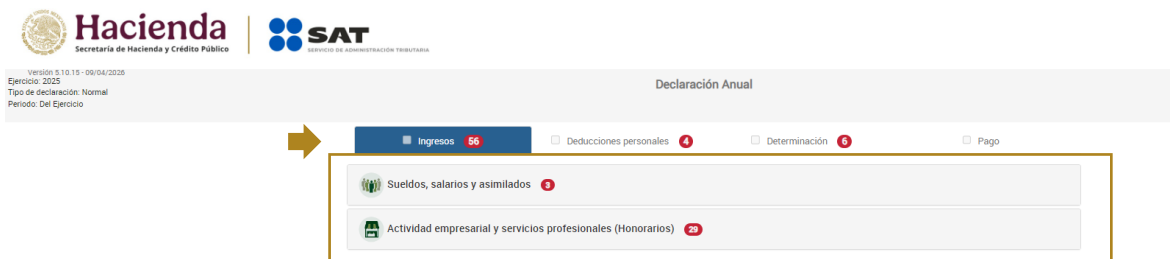 Hacienda
Secretaría de Hacienda y Crédito Público
SAT
SERVICIO DE ADMINISTRACIÓN TRIBUTARIA
Versión 5.10.15 - 09/04/2026
Ejercicio: 2025
Tipo de declaración: Normal
Periodo: Del Ejercicio
Declaración Anual
Ingresos 56
Deducciones personales 4
Determinación 6
Pago
Sueldos, salarios y asimilados 3
Actividad empresarial y servicios profesionales (Honorarios) 29